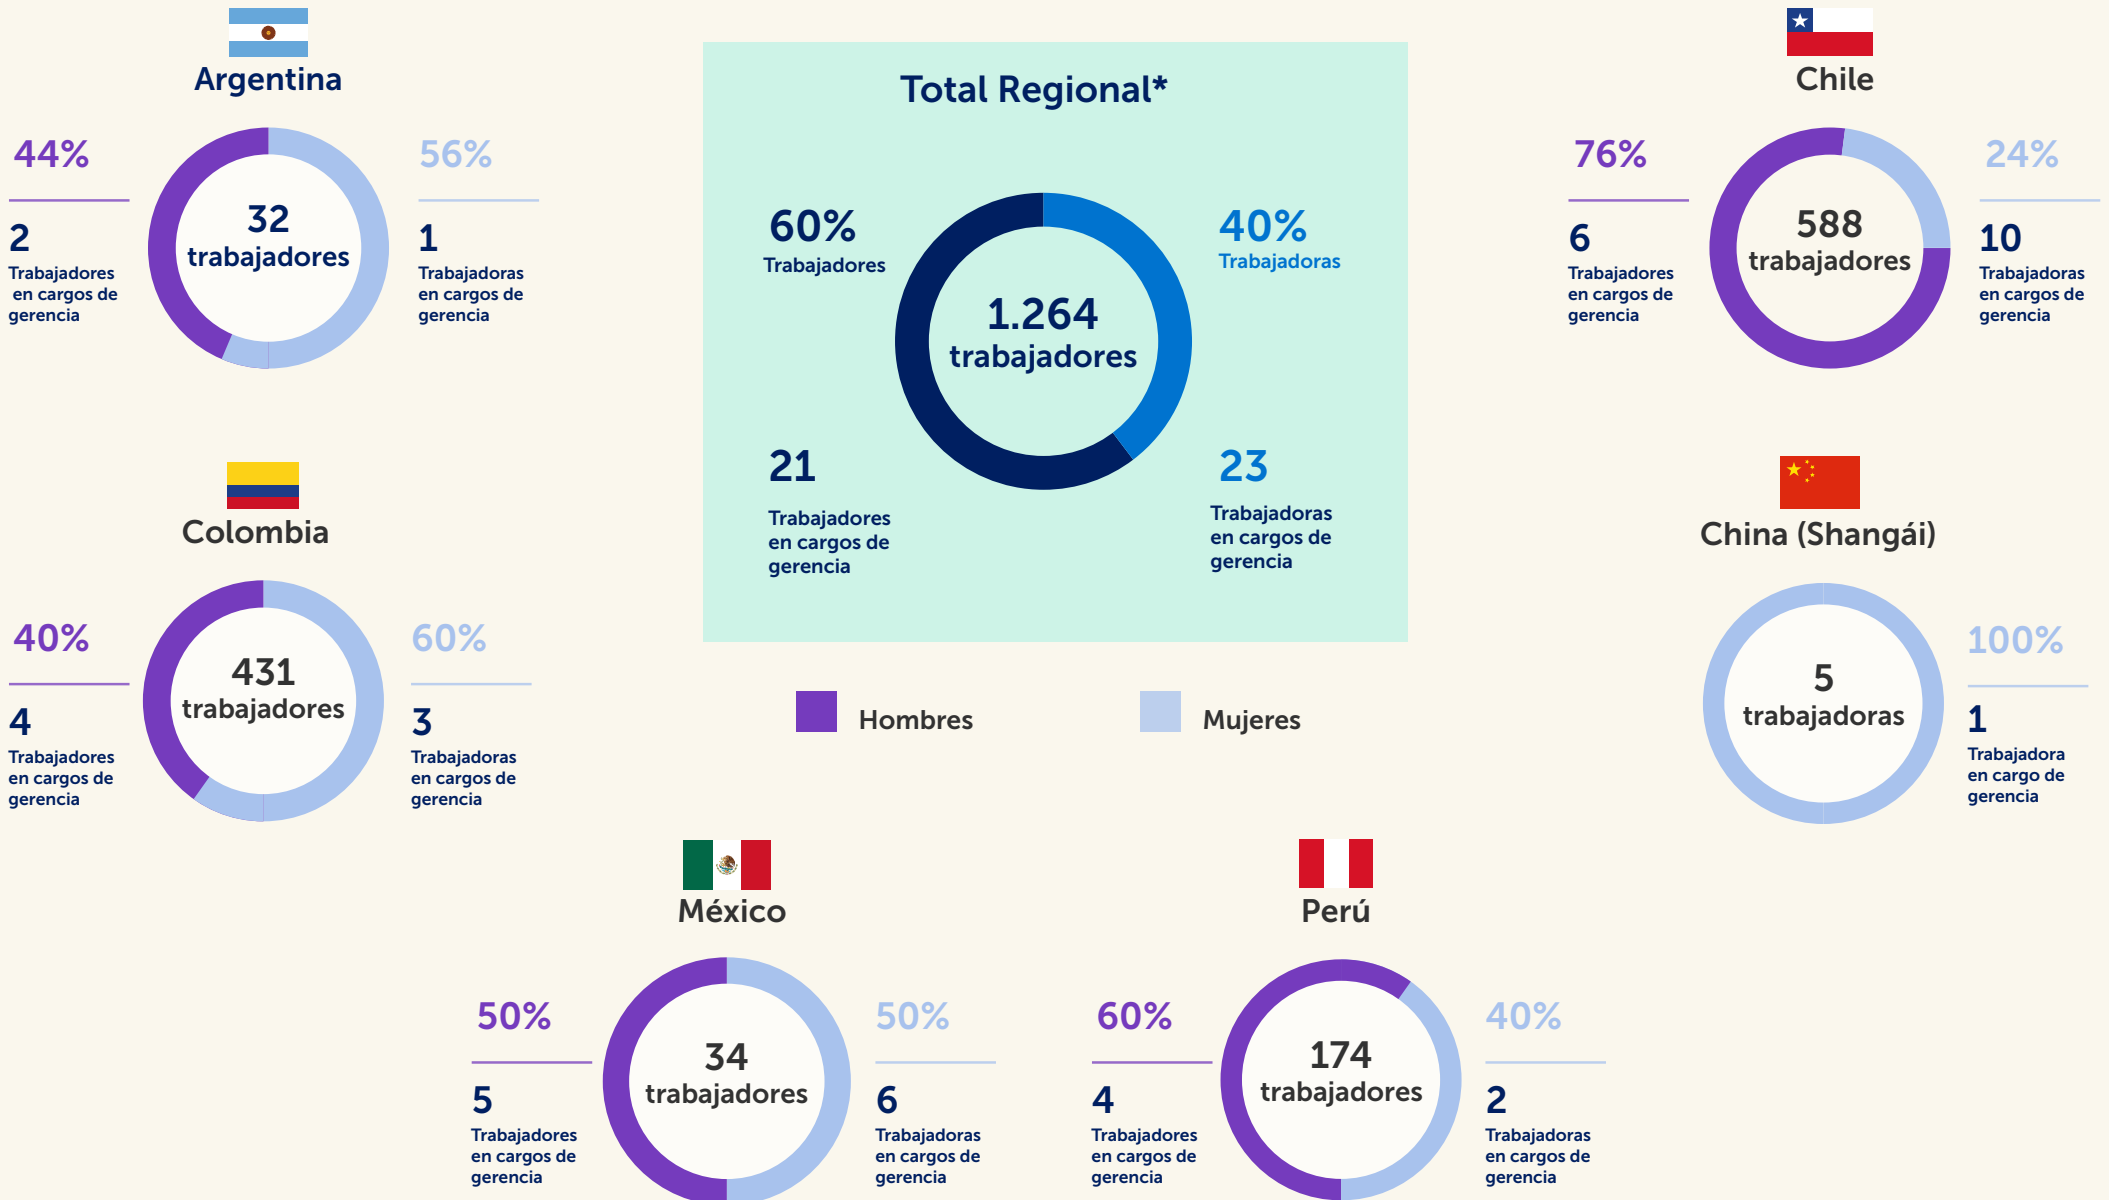 Argentina
44%
2
Trabajadores
en cargos de
gerencia
32
trabajadores
56%
1
Trabajadoras
en cargos de
gerencia
Total Regional*
60%
Trabajadores
40%
Trabajadoras
1.264
trabajadores
21
Trabajadores
en cargos de
gerencia
23
Trabajadoras
en cargos de
gerencia
Chile
76%
6
Trabajadores
en cargos de
gerencia
588
trabajadores
24%
10
Trabajadoras
en cargos de
gerencia
Colombia
40%
4
Trabajadores
en cargos de
gerencia
431
trabajadores
60%
3
Trabajadoras
en cargos de
gerencia
Hombres
Mujeres
China (Shangái)
5
trabajadoras
100%
1
Trabajadora
en cargo de
gerencia
México
50%
5
Trabajadores
en cargos de
gerencia
34
trabajadores
50%
6
Trabajadoras
en cargos de
gerencia
Perú
60%
4
Trabajadores
en cargos de
gerencia
174
trabajadores
40%
2
Trabajadoras
en cargos de
gerencia